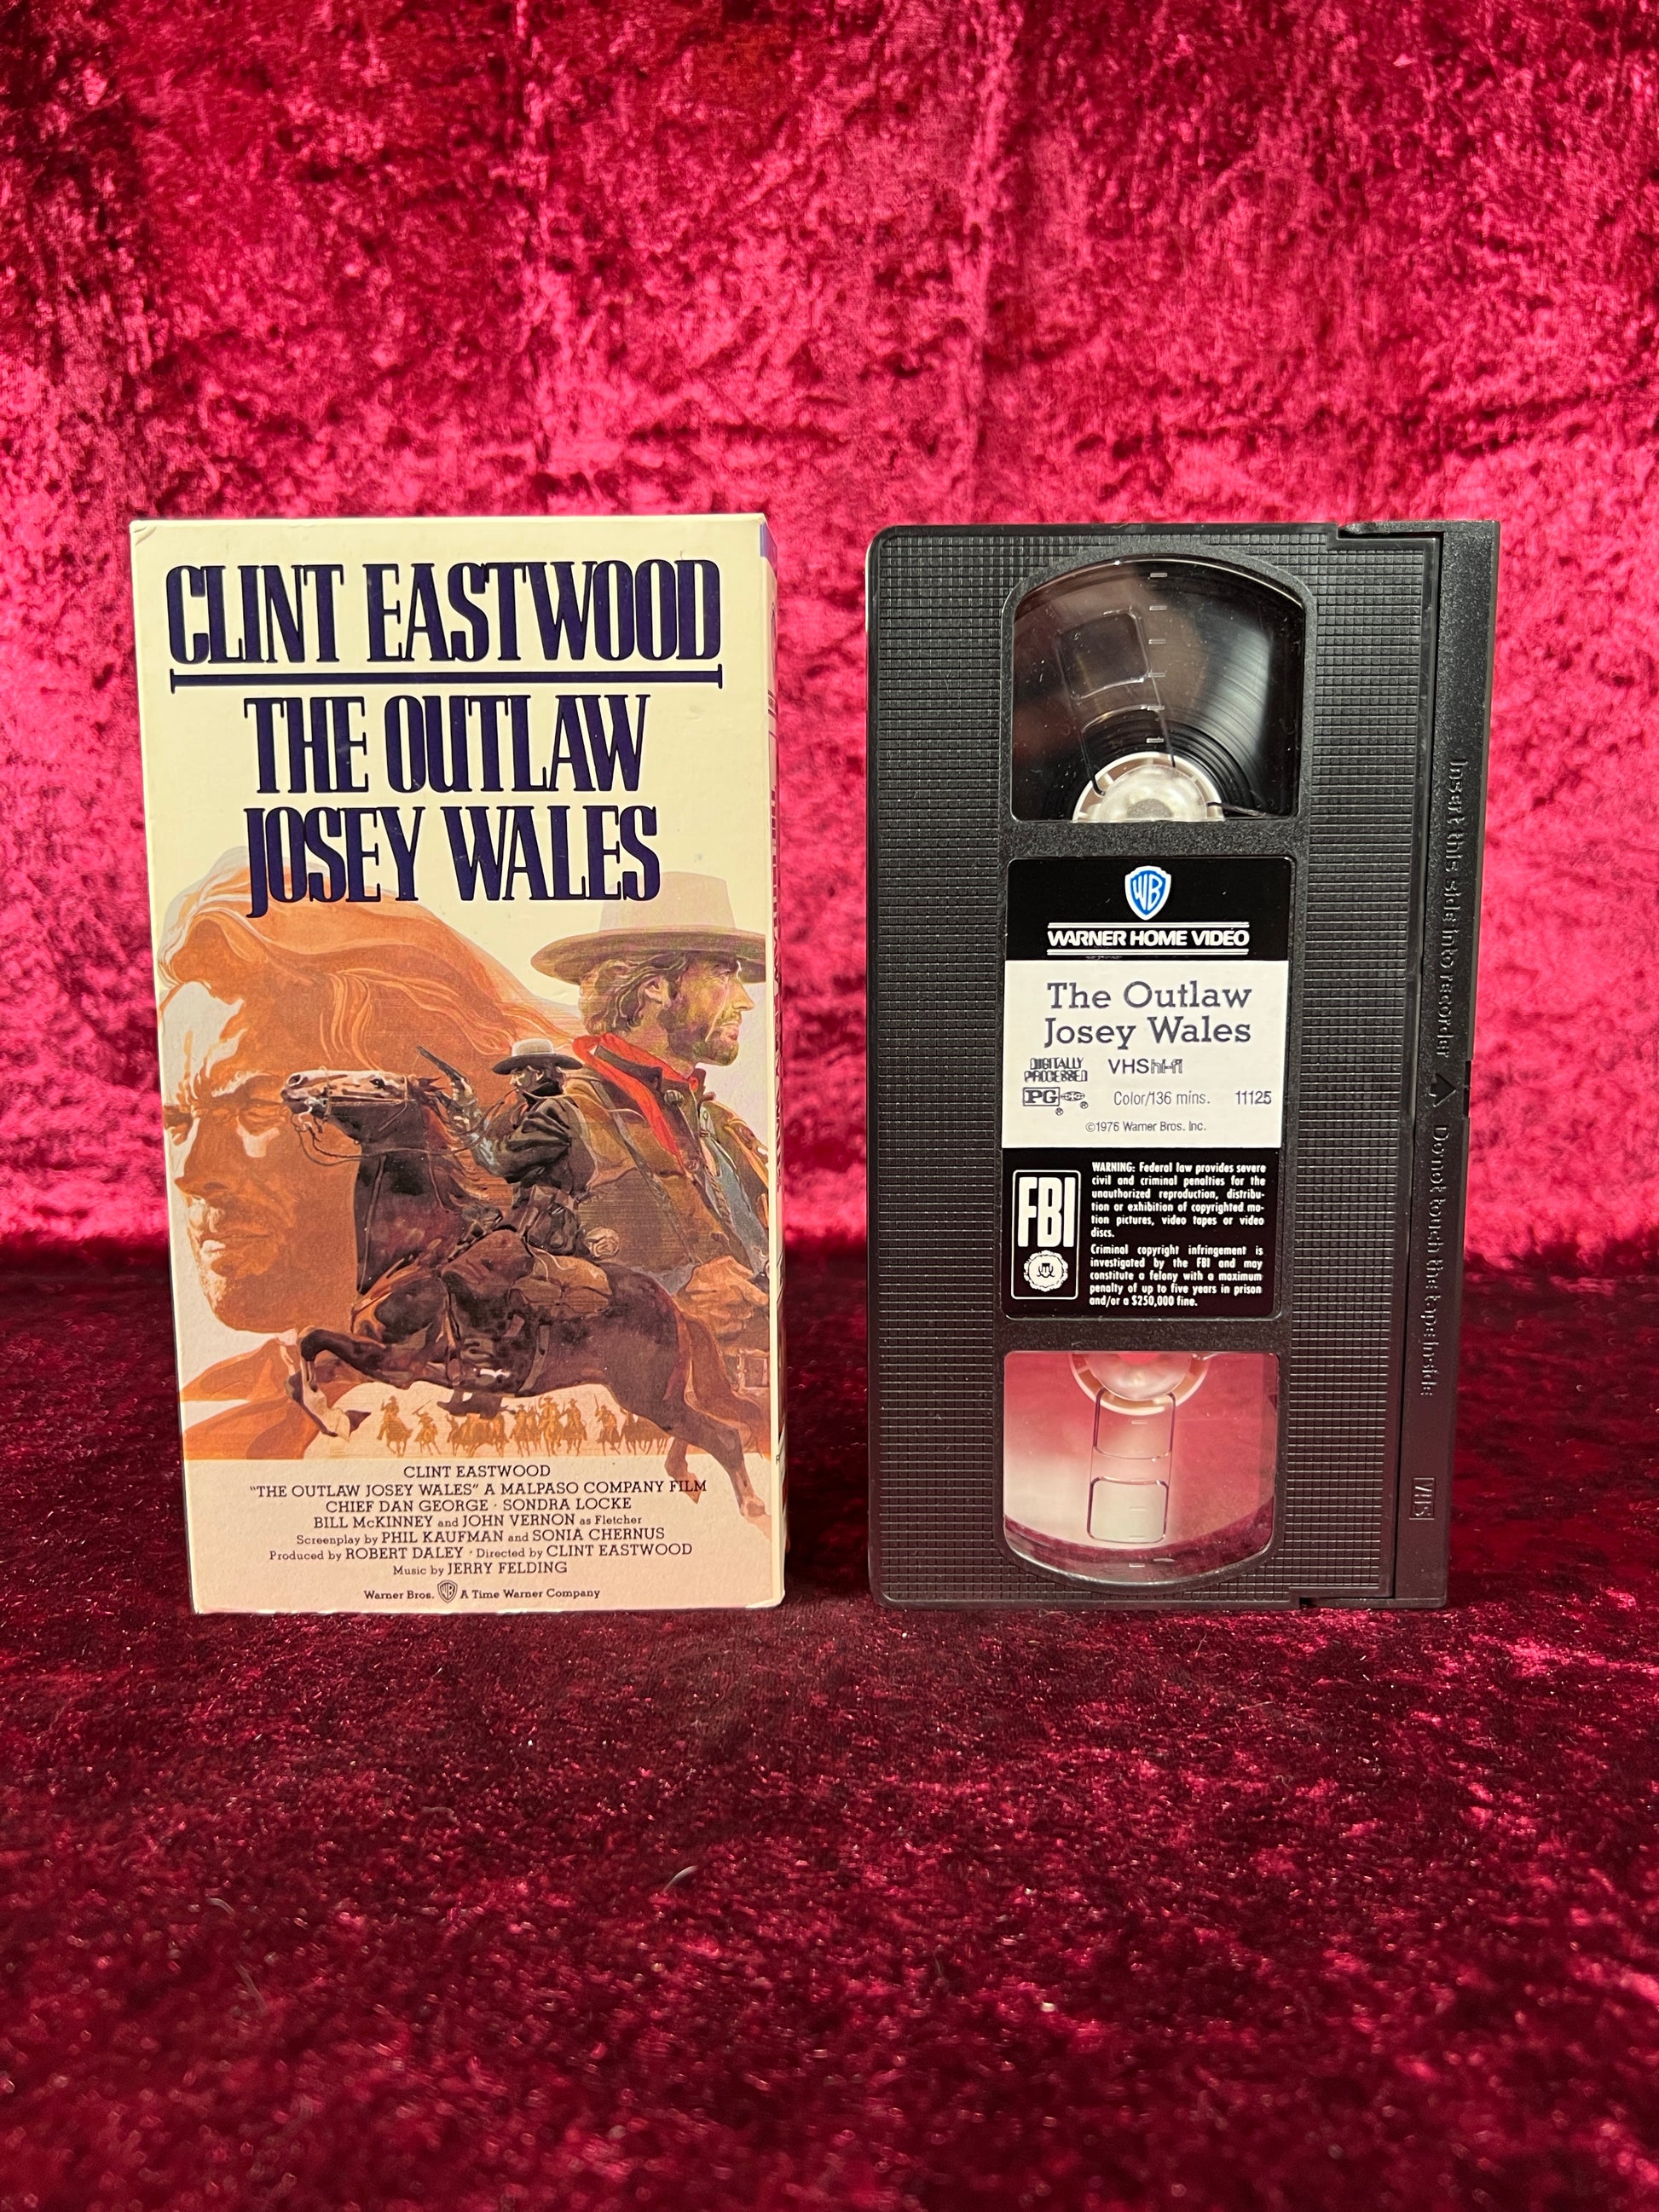 CLINT EASTWOOD
THE OUTLAW
JOSEY WALES
CLINT EASTWOOD
"THE OUTLAW JOSEY WALES" A MALPASO COMPANY FILM
CHIEF DAN GEORGE · SONDRA LOCKE
BILL McKINNEY and JOHN VERNON as Fletcher
Screenplay by PHIL KAUFMAN and SONIA CHERNUS
Produced by ROBERT DALEY · Directed by CLINT EASTWOOD
Music by JERRY FELDING
Warner Bros. WB A Time Warner Company
WB
WARNER HOME VIDEO
The Outlaw
Josey Wales
DIGITALLY
PROCESSED
VHS hi-fi
PG ® ® Color/136 mins. 11125
©1976 Warner Bros. Inc.
FBI
WARNING: Federal law provides severe
civil and criminal penalties for the
unauthorized reproduction, distribu-
tion or exhibition of copyrighted mo-
tion pictures, video tapes or video
discs.
Criminal copyright infringement is
investigated by the FBI and may
constitute a felony with a maximum
penalty of up to five years in prison
and/or a $250,000 fine.
Insert this side into recorder
Do not touch the tape inside
VHS